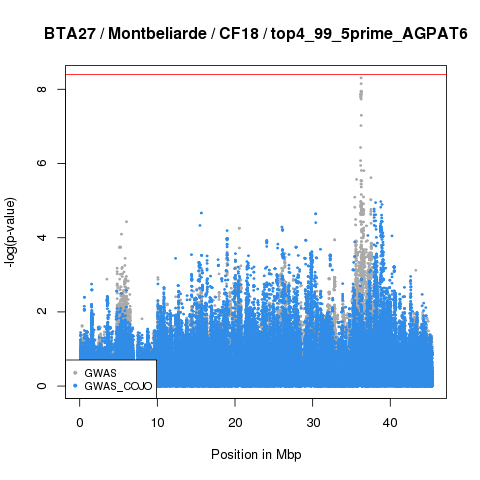 BTA27 / Montbeliarde / CF18 / top4_99_5prime_AGPAT6
-log(p-value)
8
6
4
2
0
GWAS
GWAS_COJO
0 10 20 30 40
Position in Mbp